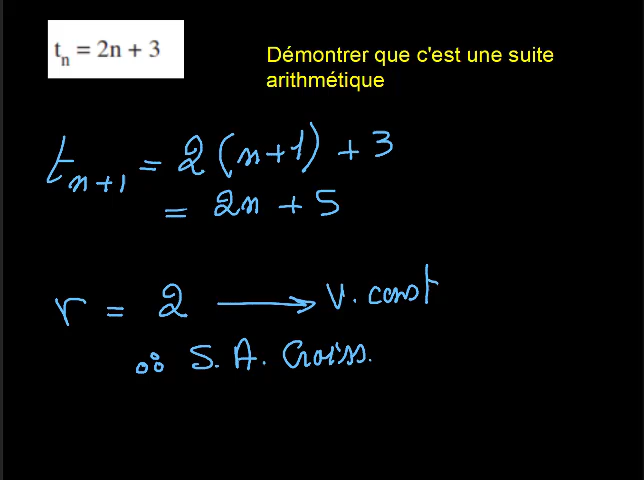 tₙ = 2n + 3
Démontrer que c'est une suite
arithmétique
tₙ₊₁ = 2(n+1) + 3
= 2n + 5
r = 2 → V. const
∴ S. A. Croiss.